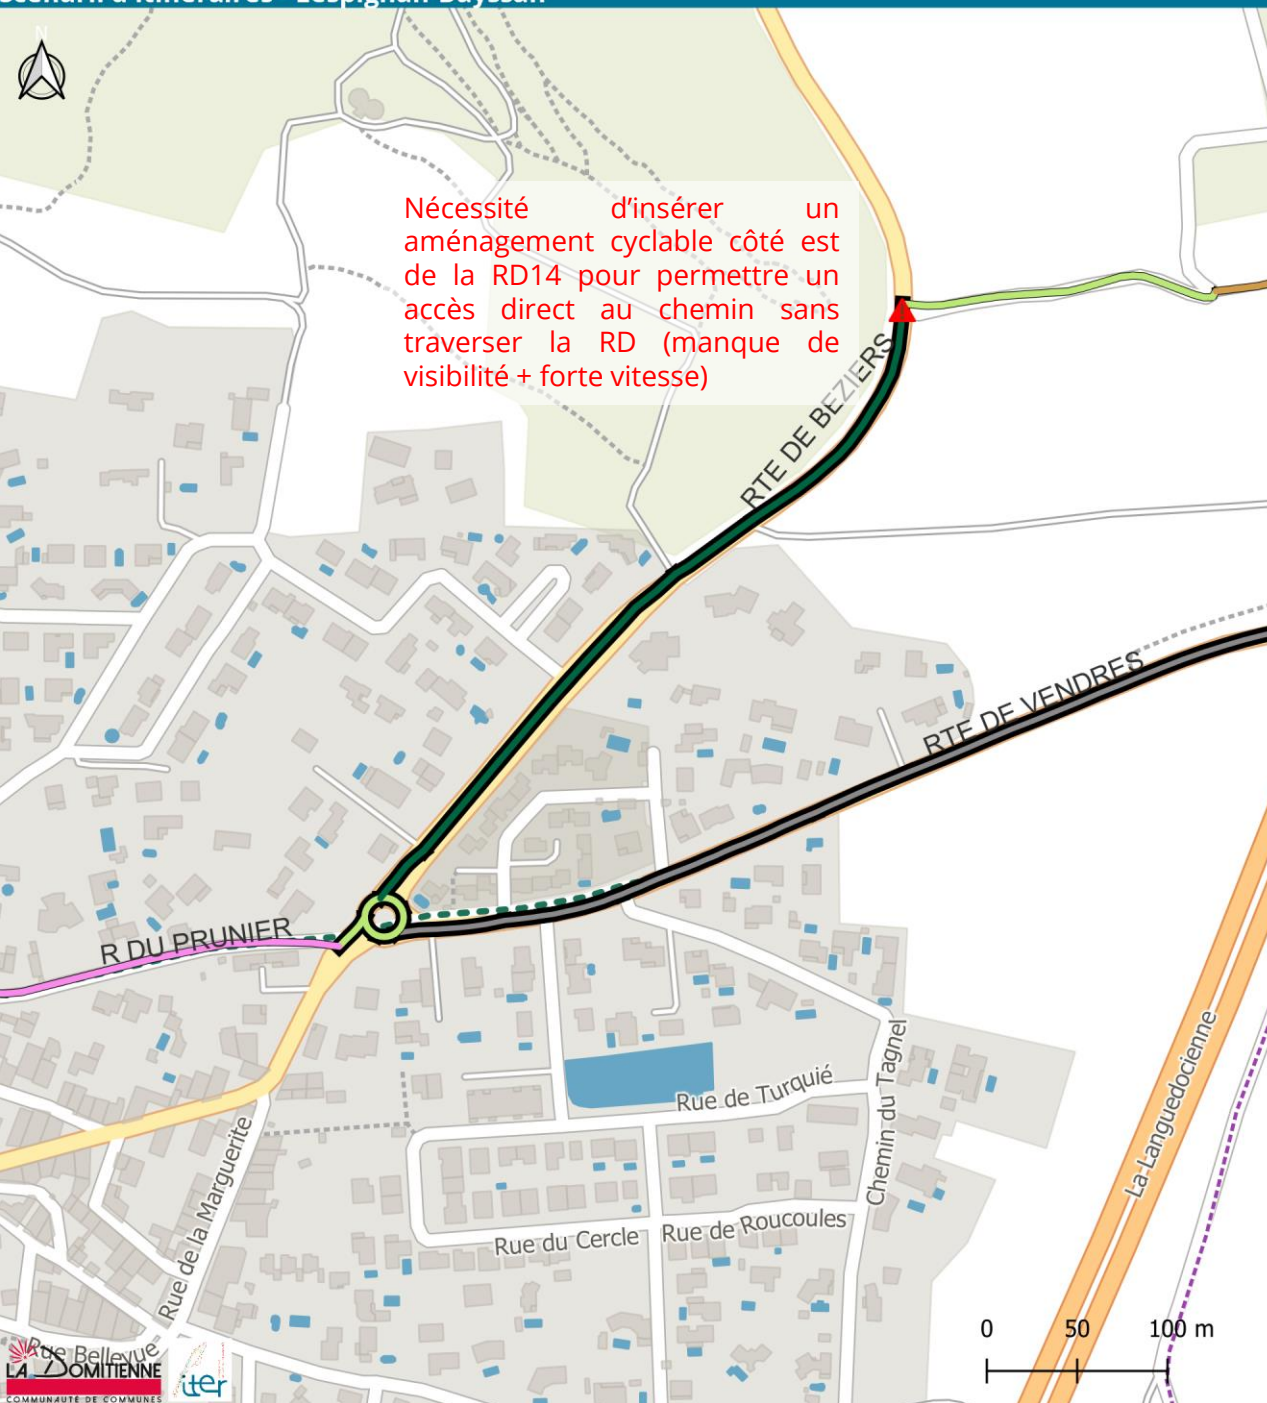 N
Nécessité d'insérer un
aménagement cyclable côté est
de la RD14 pour permettre un
accès direct au chemin sans
traverser la RD (manque de
visibilité + forte vitesse)
RTE DE BEZIERS
RTE DE VENDRES
R DU PRUNIER
La Languedocienne
Chemin du Tagnel
Rue de Turquié
Rue de la Marguerite
Rue du Cercle
Rue de Roucoules
Rue Bellevue
0 50 100 m
LA DOMITIENNE
COMMUNAUTÉ DE COMMUNES
iter